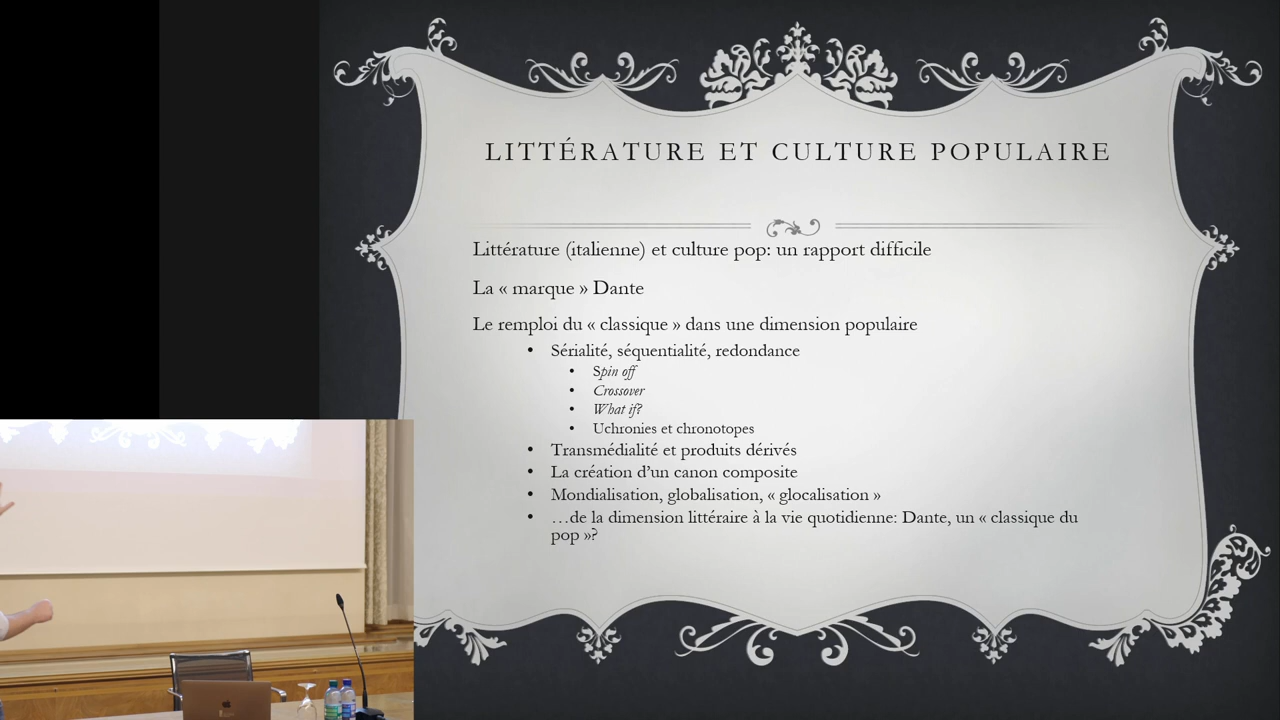 LITTÉRATURE ET CULTURE POPULAIRE
Littérature (italienne) et culture pop: un rapport difficile
La « marque » Dante
Le remploi du « classique » dans une dimension populaire
• Sérialité, séquentialité, redondance
• Spin off
• Crossover
• What if?
• Uchronies et chronotopes
• Transmédialité et produits dérivés
• La création d’un canon composite
• Mondialisation, globalisation, « glocalisation »
• …de la dimension littéraire à la vie quotidienne: Dante, un « classique du
pop »?